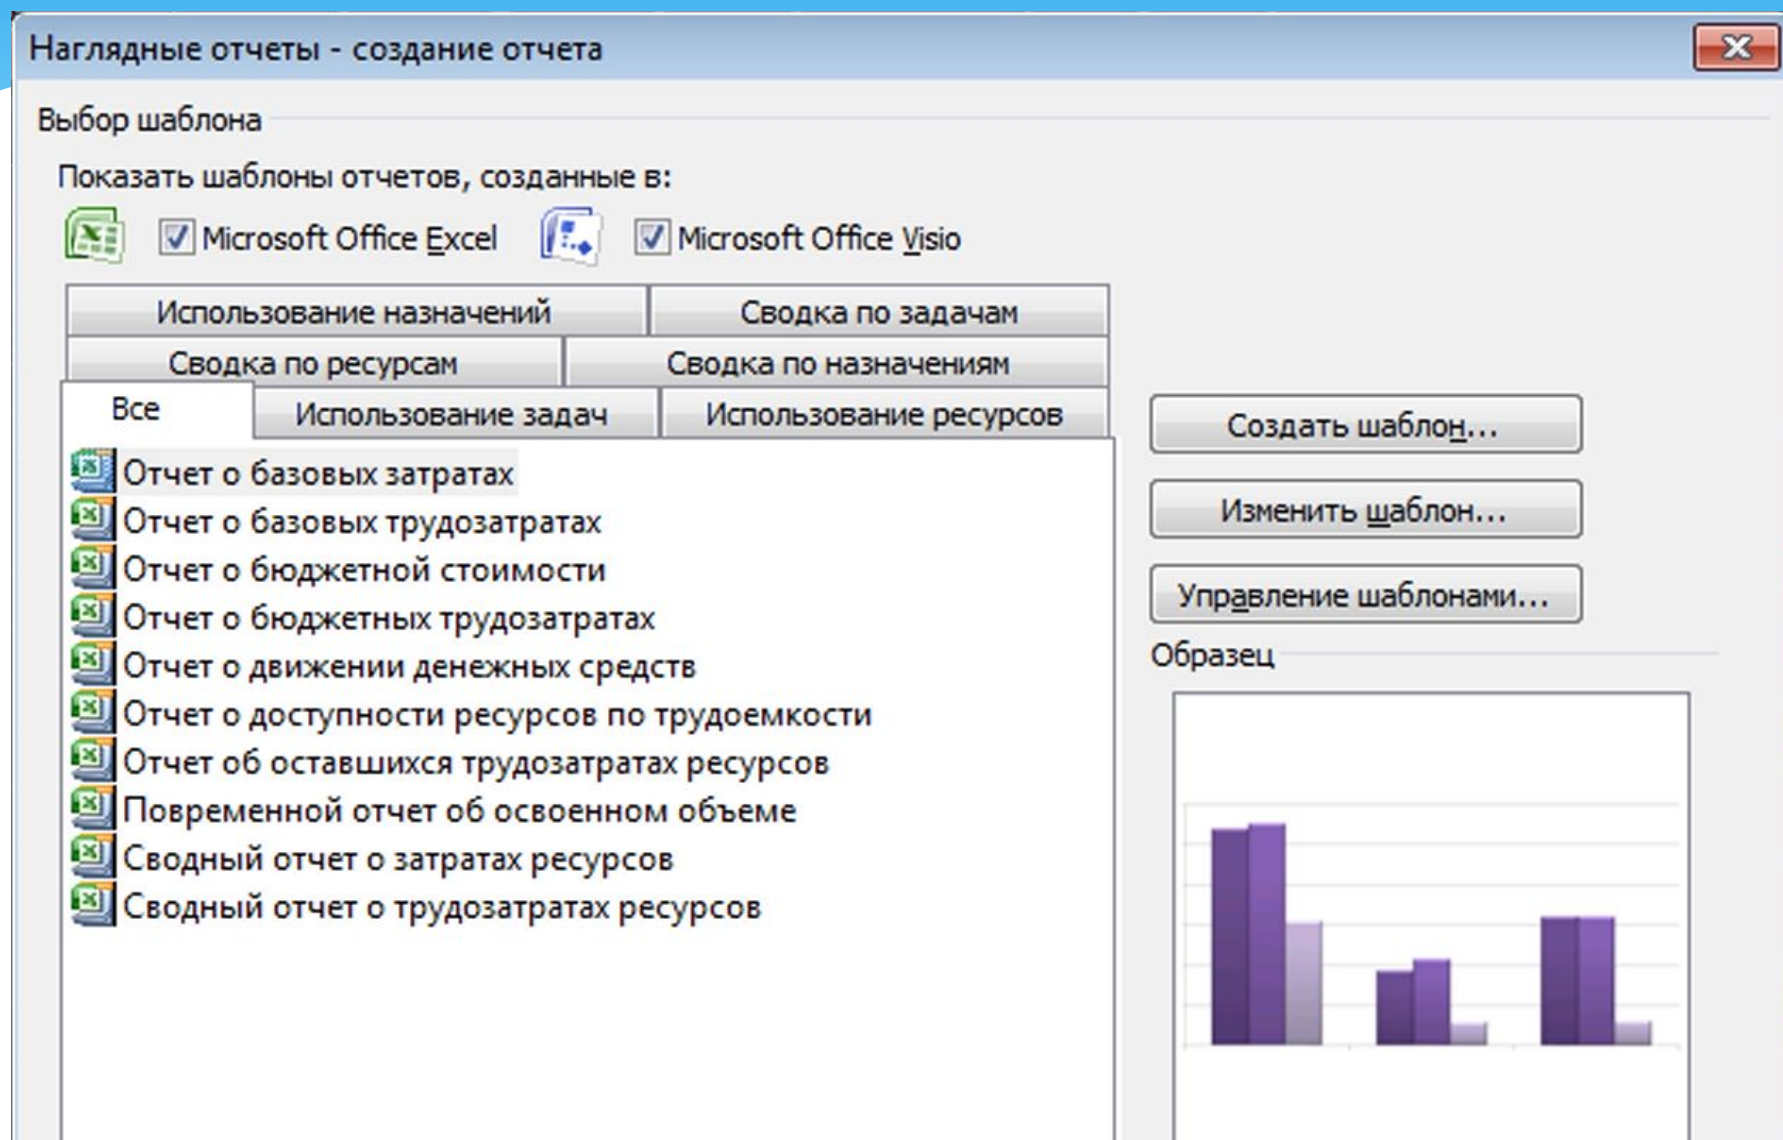 Наглядные отчеты - создание отчета
Выбор шаблона
Показать шаблоны отчетов, созданные в:
Microsoft Office Excel Microsoft Office Visio
Использование назначений Сводка по задачам
Сводка по ресурсам Сводка по назначениям
Все Использование задач Использование ресурсов
Отчет о базовых затратах
Отчет о базовых трудозатратах
Отчет о бюджетной стоимости
Отчет о бюджетных трудозатратах
Отчет о движении денежных средств
Отчет о доступности ресурсов по трудоемкости
Отчет об оставшихся трудозатратах ресурсов
Повременной отчет об освоенном объеме
Сводный отчет о затратах ресурсов
Сводный отчет о трудозатратах ресурсов
Создать шаблон...
Изменить шаблон...
Управление шаблонами...
Образец